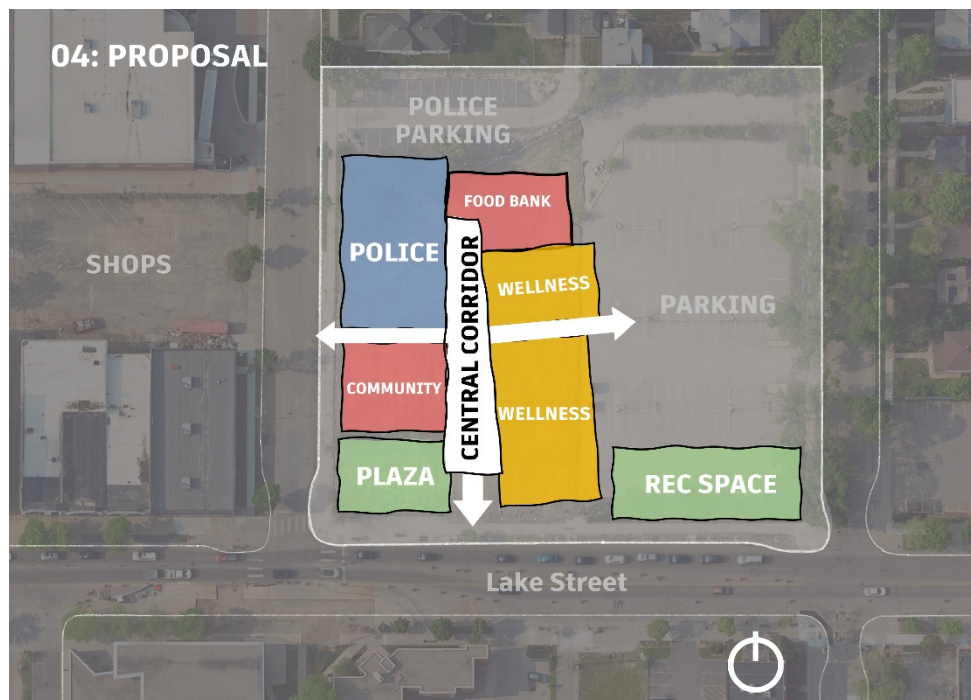 04: PROPOSAL
POLICE
PARKING
FOOD BANK
POLICE
SHOPS
CENTRAL CORRIDOR
WELLNESS
PARKING
COMMUNITY
WELLNESS
PLAZA
REC SPACE
Lake Street